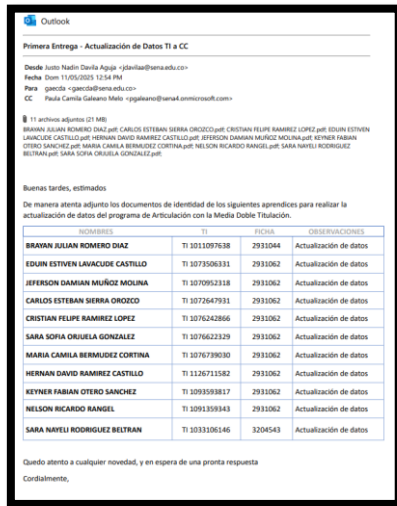 Outlook
Primera Entrega - Actualización de Datos TI a CC
Desde Justo Nadin Davila Aguja <jdavilaa@sena.edu.co>
Fecha Dom 11/05/2025 12:54 PM
Para gaecda <gaecda@sena.edu.co>
CC Paula Camila Galeano Melo <pgaleano@sena4.onmicrosoft.com>
11 archivos adjuntos (21 MB)
BRAYAN JULIAN ROMERO DIAZ.pdf; CARLOS ESTEBAN SIERRA OROZCO.pdf; CRISTIAN FELIPE RAMIREZ LOPEZ.pdf; EDUIN ESTIVEN
LAVACUDE CASTILLO.pdf; HERNAN DAVID RAMIREZ CASTILLO.pdf; JEFERSON DAMIAN MUÑOZ MOLINA.pdf; KEYNER FABIAN
OTERO SANCHEZ.pdf; MARIA CAMILA BERMUDEZ CORTINA.pdf; NELSON RICARDO RANGEL.pdf; SARA NAYELI RODRIGUEZ
BELTRAN.pdf; SARA SOFIA ORJUELA GONZALEZ.pdf;
Buenas tardes, estimados
De manera atenta adjunto los documentos de identidad de los siguientes aprendices para realizar la
actualización de datos del programa de Articulación con la Media Doble Titulación.
NOMBRES TI FICHA OBSERVACIONES
BRAYAN JULIAN ROMERO DIAZ TI 1011097638 2931044 Actualización de datos
EDUIN ESTIVEN LAVACUDE CASTILLO TI 1073506331 2931062 Actualización de datos
JEFERSON DAMIAN MUÑOZ MOLINA TI 1070952318 2931062 Actualización de datos
CARLOS ESTEBAN SIERRA OROZCO TI 1072647931 2931062 Actualización de datos
CRISTIAN FELIPE RAMIREZ LOPEZ TI 1076242866 2931062 Actualización de datos
SARA SOFIA ORJUELA GONZALEZ TI 1076622329 2931062 Actualización de datos
MARIA CAMILA BERMUDEZ CORTINA TI 1076739030 2931062 Actualización de datos
HERNAN DAVID RAMIREZ CASTILLO TI 1126711582 2931062 Actualización de datos
KEYNER FABIAN OTERO SANCHEZ TI 1093593817 2931062 Actualización de datos
NELSON RICARDO RANGEL TI 1091359343 2931062 Actualización de datos
SARA NAYELI RODRIGUEZ BELTRAN TI 1033106146 3204543 Actualización de datos
Quedo atento a cualquier novedad, y en espera de una pronta respuesta
Cordialmente,